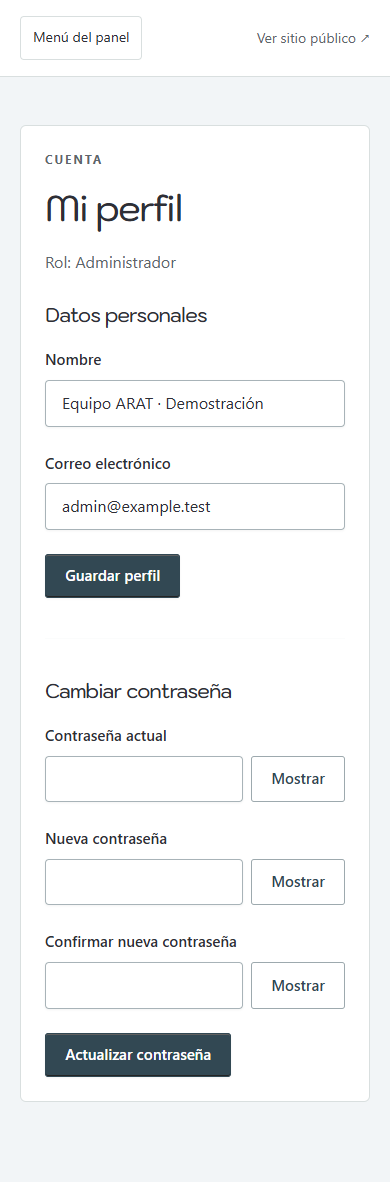 Menú del panel
Ver sitio público ↗
CUENTA
Mi perfil
Rol: Administrador
Datos personales
Nombre
Equipo ARAT · Demostración
Correo electrónico
admin@example.test
Guardar perfil
Cambiar contraseña
Contraseña actual
Mostrar
Nueva contraseña
Mostrar
Confirmar nueva contraseña
Mostrar
Actualizar contraseña